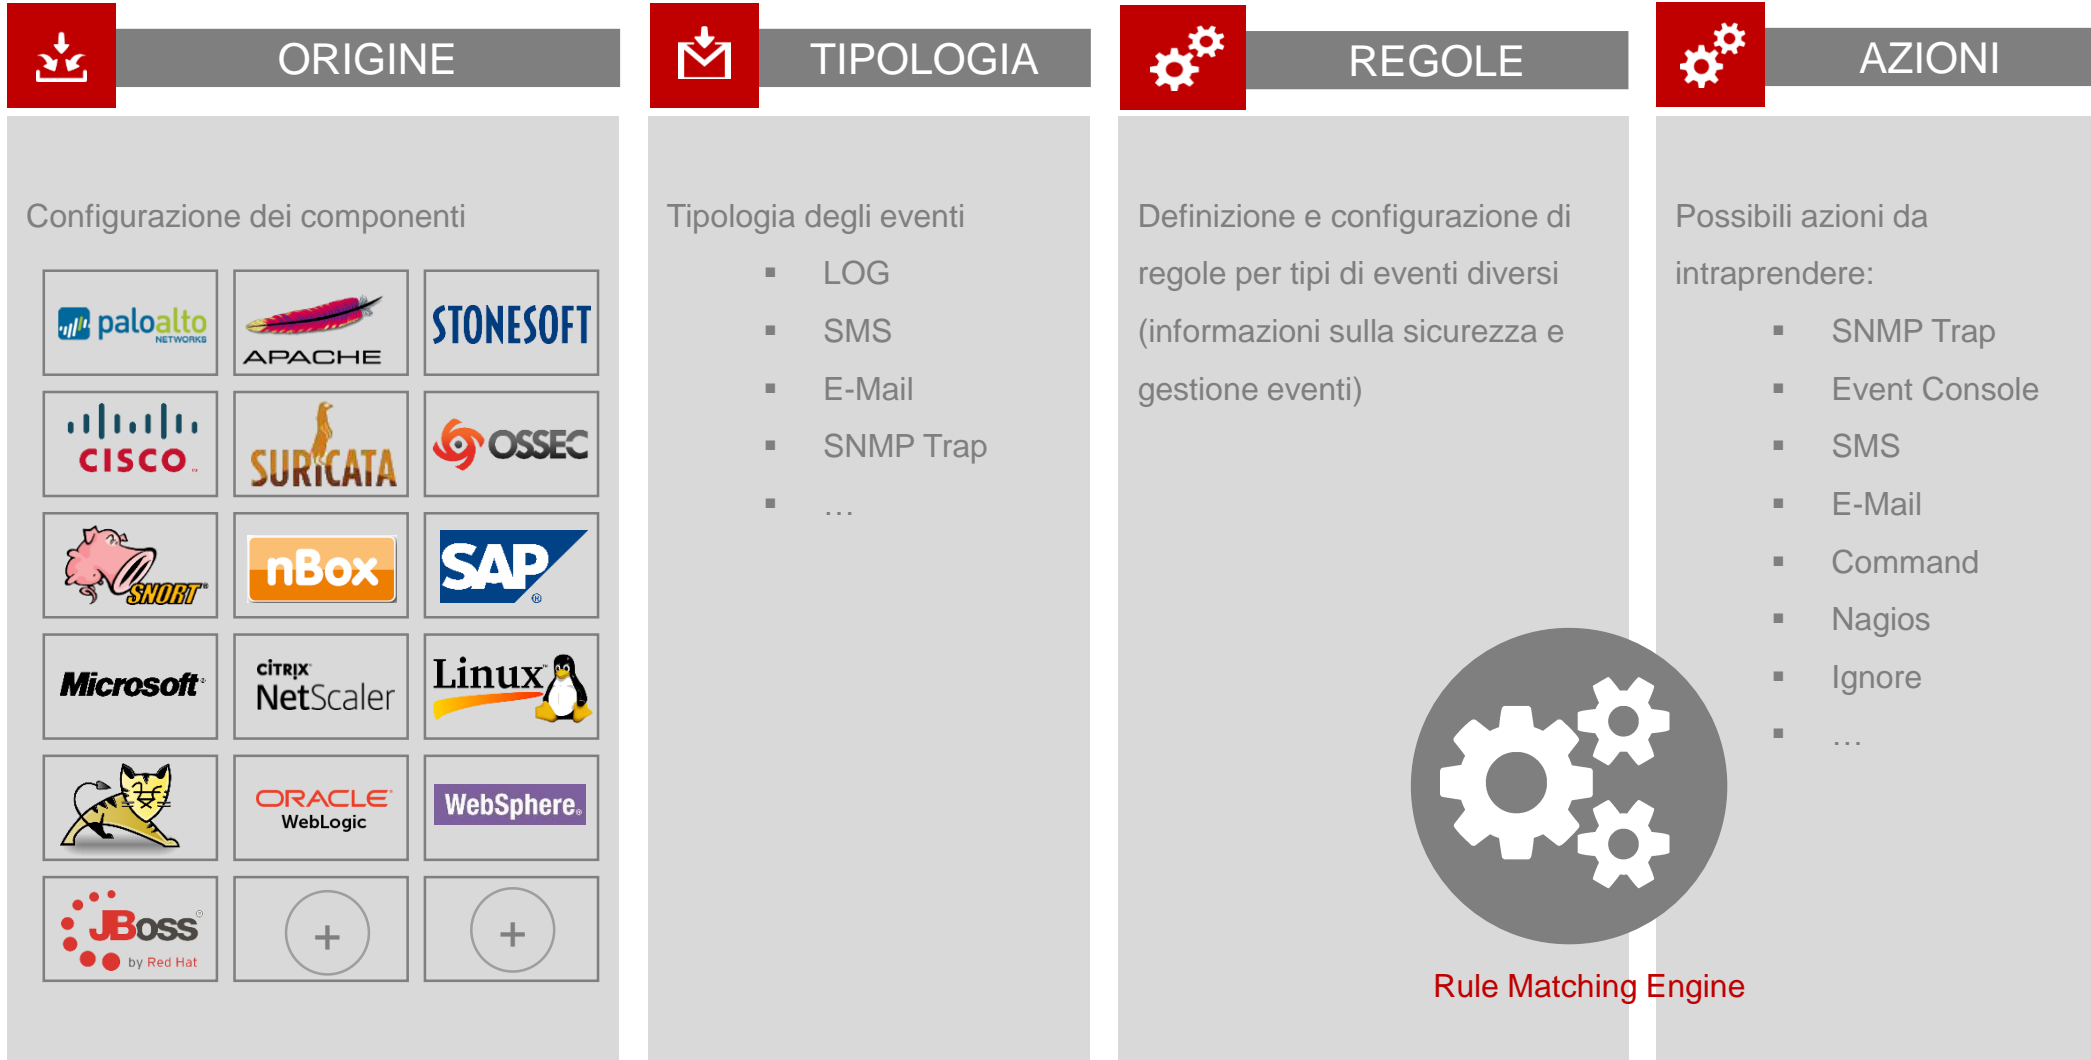 ORIGINE
Configurazione dei componenti
paloalto
NETWORKS
APACHE
STONESOFT
CISCO
SURICATA
OSSEC
SNORT®
nBox
SAP
®
Microsoft
CİTRIX
NetScaler
Linux
ORACLE
WebLogic
WebSphere®
JBoss®
by Red Hat
+
+
TIPOLOGIA
Tipologia degli eventi
▪ LOG
▪ SMS
▪ E-Mail
▪ SNMP Trap
▪ …
REGOLE
Definizione e configurazione di
regole per tipi di eventi diversi
(informazioni sulla sicurezza e
gestione eventi)
Rule Matching Engine
AZIONI
Possibili azioni da
intraprendere:
▪ SNMP Trap
▪ Event Console
▪ SMS
▪ E-Mail
▪ Command
▪ Nagios
▪ Ignore
▪ …